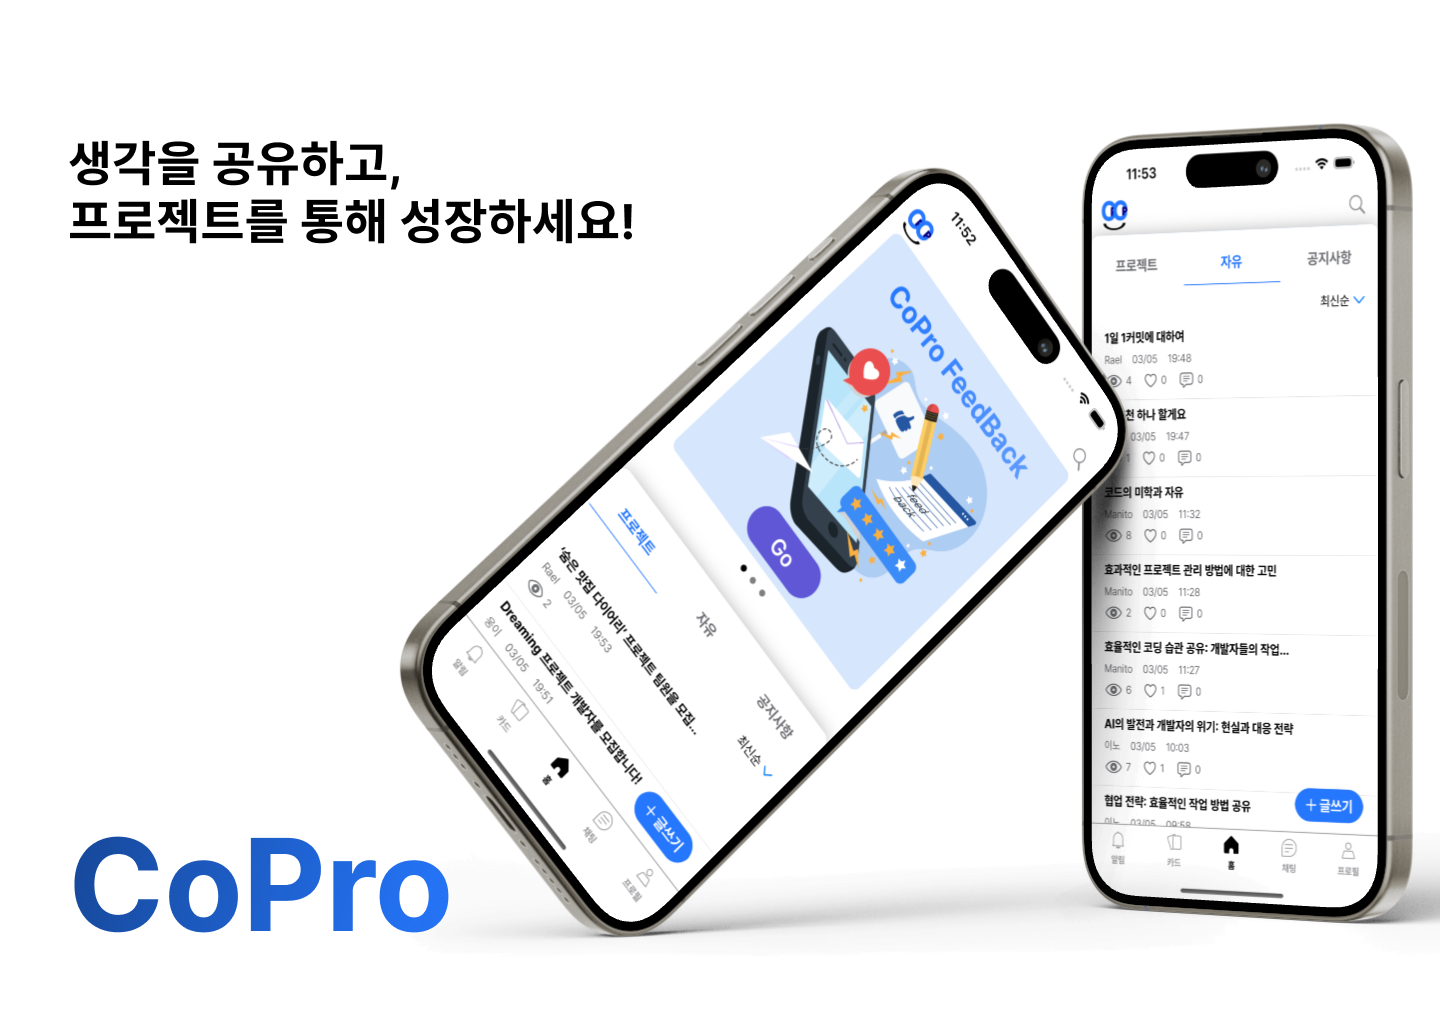 생각을 공유하고,
프로젝트를 통해 성장하세요!
CoPro
11:52
CoPro FeedBack
feed
back
Go
프로젝트
자유
공지사항
최신순
'숨은 맛집 다이어리' 프로젝트 팀원을 모집...
Rael 03/05 19:53
2
Dreaming 프로젝트 개발자를 모집합니다!
웅이 03/05 19:51
+ 글쓰기
알림
카드
홈
채팅
프로필
11:53
프로젝트 자유 공지사항
최신순
1일 1커밋에 대하여
Rael 03/05 19:48
4 0 0
천 하나 할게요
03/05 19:47
1 0 0
코드의 미학과 자유
Manito 03/05 11:32
8 0 0
효과적인 프로젝트 관리 방법에 대한 고민
Manito 03/05 11:28
2 0 0
효율적인 코딩 습관 공유: 개발자들의 작업...
Manito 03/05 11:27
6 1 0
AI의 발전과 개발자의 위기: 현실과 대응 전략
이노 03/05 10:03
7 1 0
협업 전략: 효율적인 작업 방법 공유
이노 03/05 09:58
+ 글쓰기
알림 카드 홈 채팅 프로필